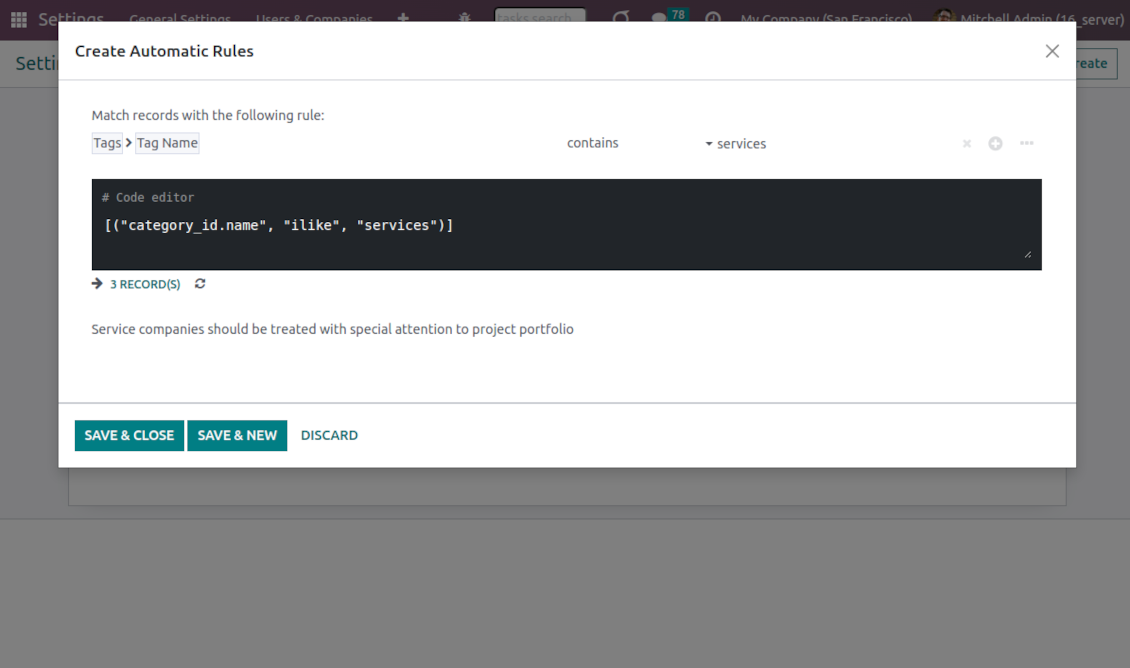 Settings General Settings Users & Companies tasks search 78 My Company (San Francisco) Mitchell Admin (16_server)
Create Automatic Rules
Match records with the following rule:
Tags Tag Name contains services
# Code editor
[("category_id.name", "ilike", "services")]
3 RECORD(S)
Service companies should be treated with special attention to project portfolio
SAVE & CLOSE SAVE & NEW DISCARD